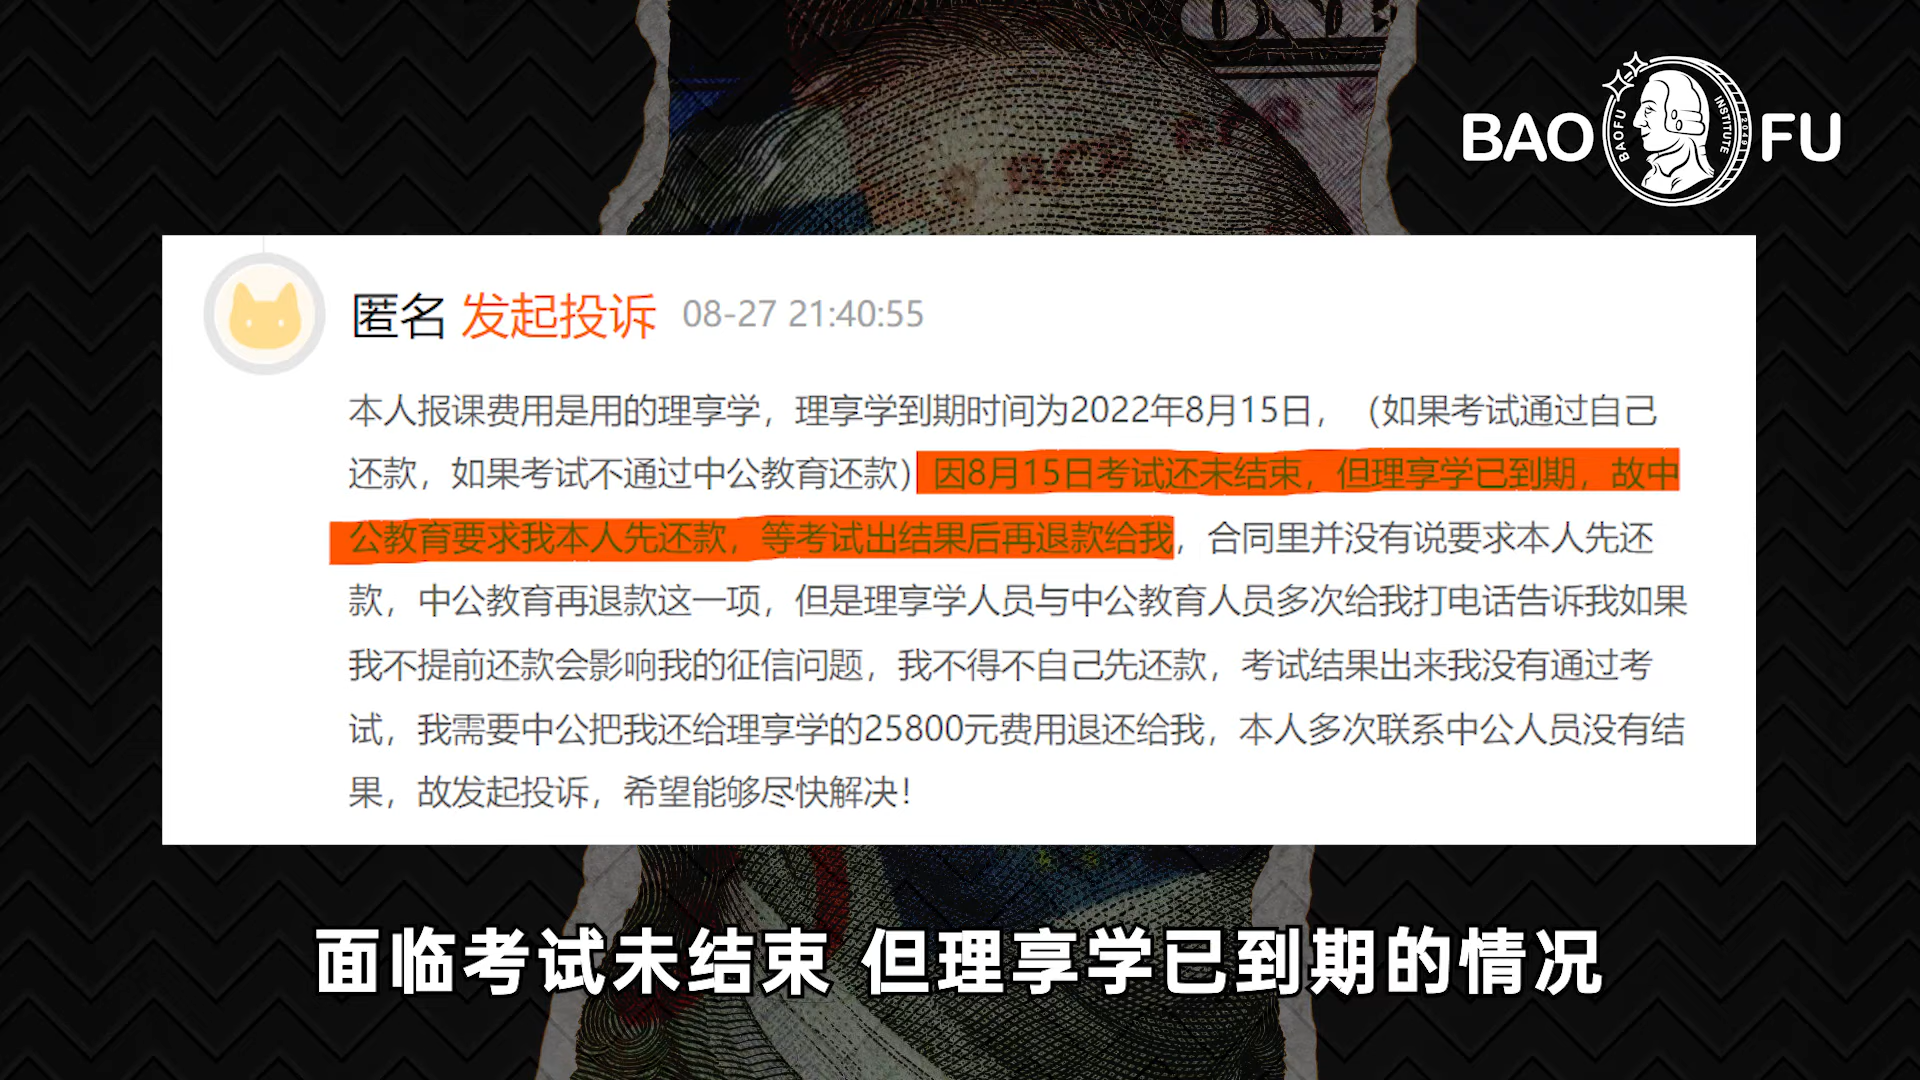 BAO FU
BAOFU INSTITUTE
匿名 发起投诉 08-27 21:40:55
本人报课费用是用的理享学，理享学到期时间为2022年8月15日，（如果考试通过自己
还款，如果考试不通过中公教育还款）因8月15日考试还未结束，但理享学已到期，故中
公教育要求我本人先还款，等考试出结果后再退款给我，合同里并没有说要求本人先还
款，中公教育再退款这一项，但是理享学人员与中公教育人员多次给我打电话告诉我如果
我不提前还款会影响我的征信问题，我不得不自己先还款，考试结果出来我没有通过考
试，我需要中公把我还给理享学的25800元费用退还给我，本人多次联系中公人员没有结
果，故发起投诉，希望能够尽快解决！
面临考试未结束 但理享学已到期的情况